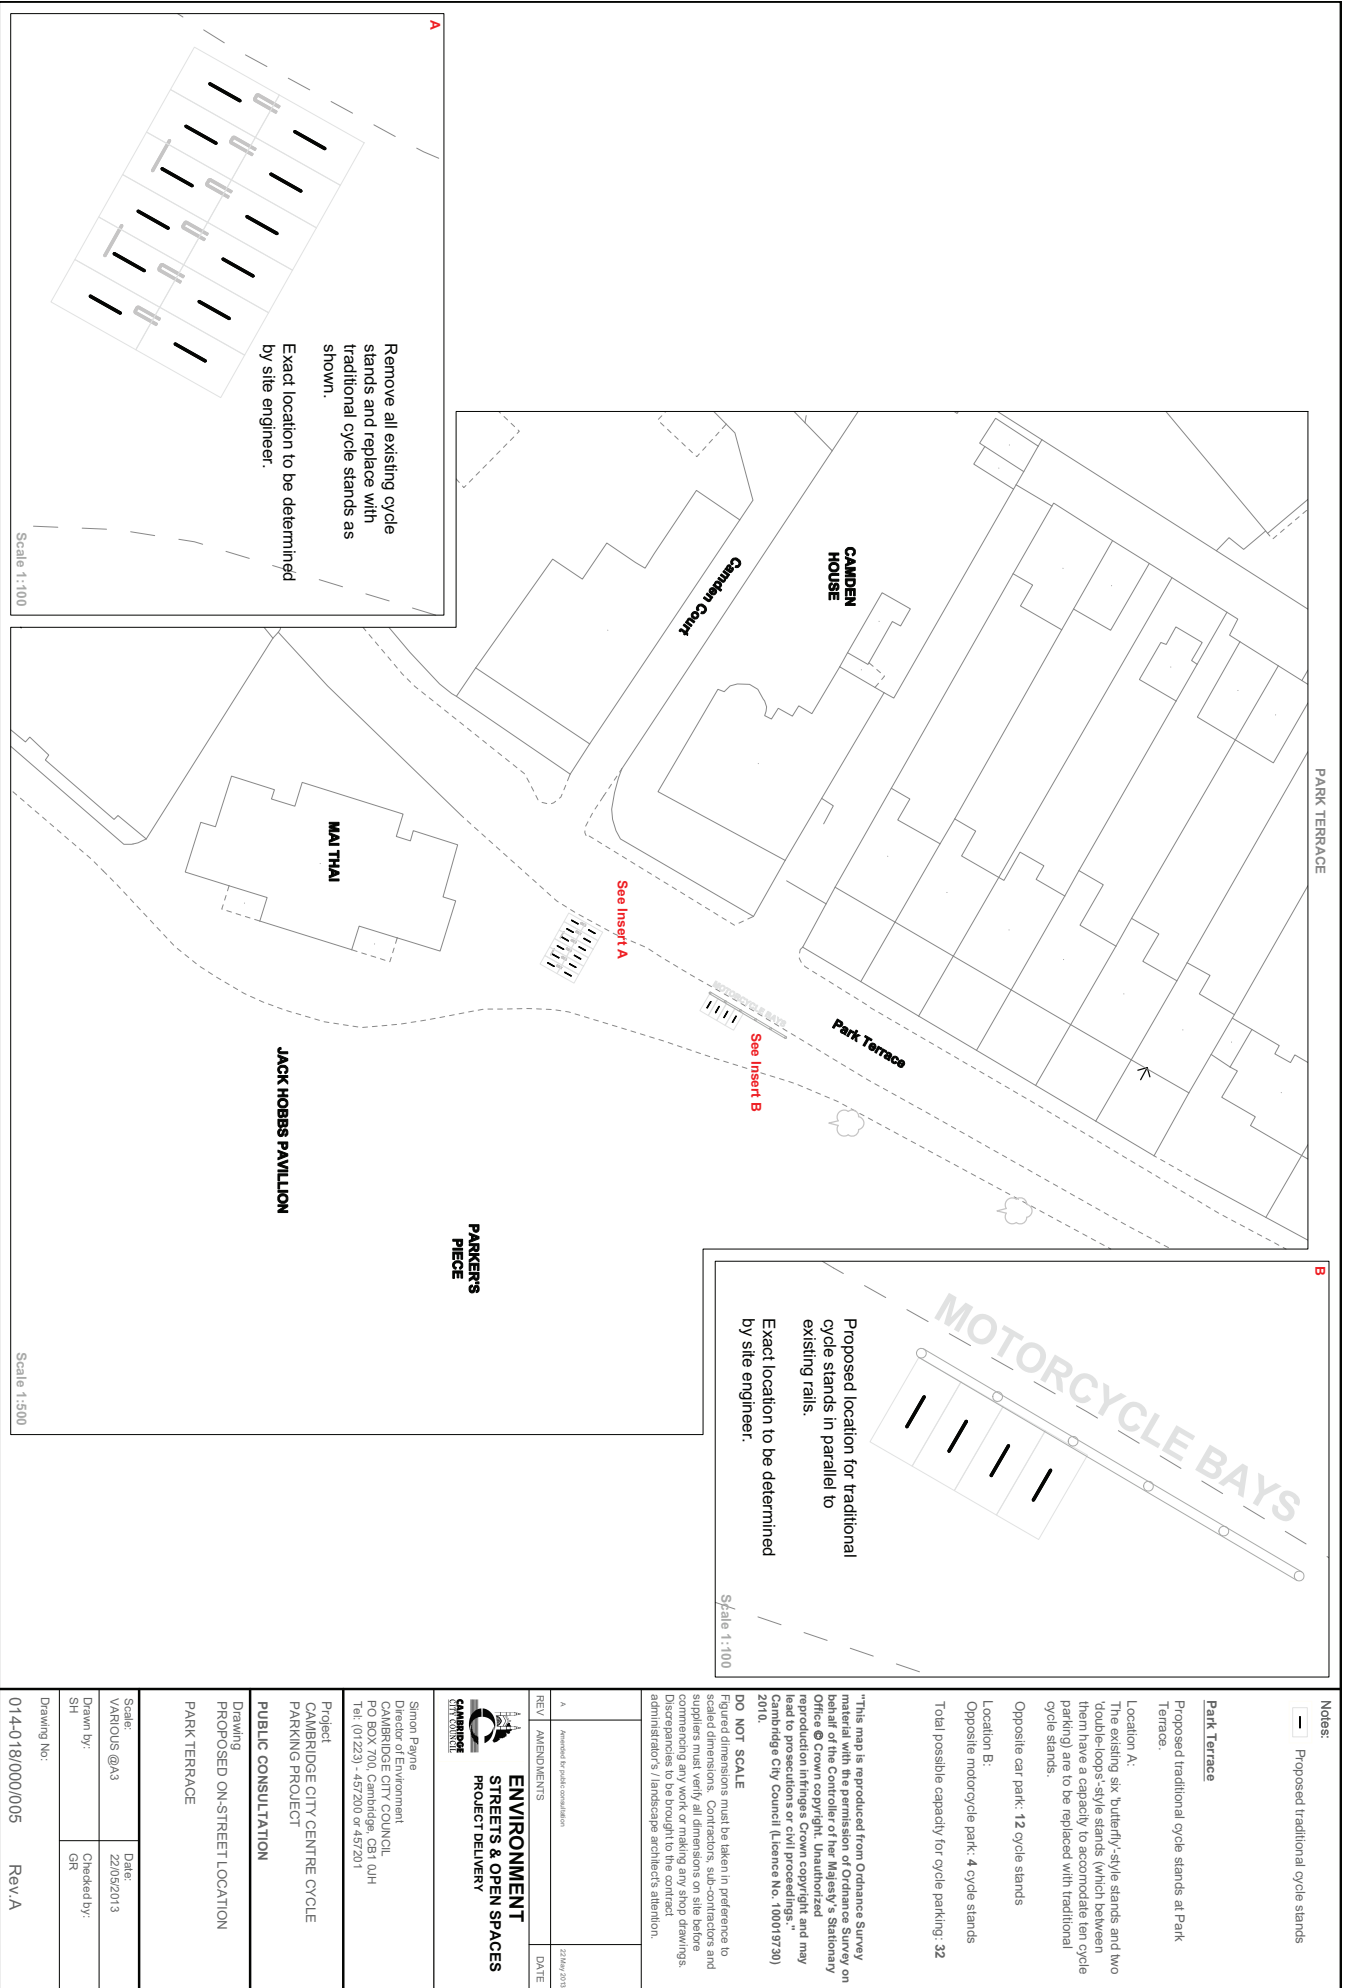 PARK TERRACE
A
Remove all existing cycle
stands and replace with
traditional cycle stands as
shown.
Exact location to be determined
by site engineer.
Scale 1:100
CAMDEN
HOUSE
Camden Court
MAI THAI
See Insert A
MOTORCYCLE BAYS
See Insert B
Park Terrace
JACK HOBBS PAVILLION
PARKER'S
PIECE
Scale 1:500
B
MOTORCYCLE BAYS
Proposed location for traditional
cycle stands in parallel to
existing rails.
Exact location to be determined
by site engineer.
Scale 1:100
Notes:
Proposed traditional cycle stands
Park Terrace
Proposed traditional cycle stands at Park
Terrace.
Location A:
The existing six 'butterfly'-style stands and two
'double-loops'-style stands (which between
them have a capacity to accomodate ten cycle
parking) are to be replaced with traditional
cycle stands.
Opposite car park: 12 cycle stands
Location B:
Opposite motorcycle park: 4 cycle stands
Total possible capacity for cycle parking: 32
"This map is reproduced from Ordnance Survey
material with the permission of Ordnance Survey on
behalf of the Controller of her Majesty's Stationary
Office © Crown copyright. Unauthorized
reproduction infringes Crown copyright and may
lead to prosecutions or civil proceedings."
Cambridge City Council (Licence No. 100019730)
2010.
DO NOT SCALE
Figured dimensions must be taken in preference to
scaled dimensions. Contractors, sub-contractors and
suppliers must verify all dimensions on site before
commencing any work or making any shop drawings.
Discrepancies to be brought to the contract
administrator's / landscape architect's attention.
A Amended for public consultation 22 May 2013
REV AMENDMENTS DATE
CAMBRIDGE
CITY COUNCIL
ENVIRONMENT
STREETS & OPEN SPACES
PROJECT DELIVERY
Simon Payne
Director of Environment
CAMBRIDGE CITY COUNCIL
PO BOX 700, Cambridge, CB1 0JH
Tel: (01223) - 457200 or 457201
Project
CAMBRIDGE CITY CENTRE CYCLE
PARKING PROJECT
PUBLIC CONSULTATION
Drawing
PROPOSED ON-STREET LOCATION
PARK TERRACE
Scale:
VARIOUS @A3
Date:
22/05/2013
Drawn by:
SH
Checked by:
GR
Drawing No:
014-018/000/005 Rev.A